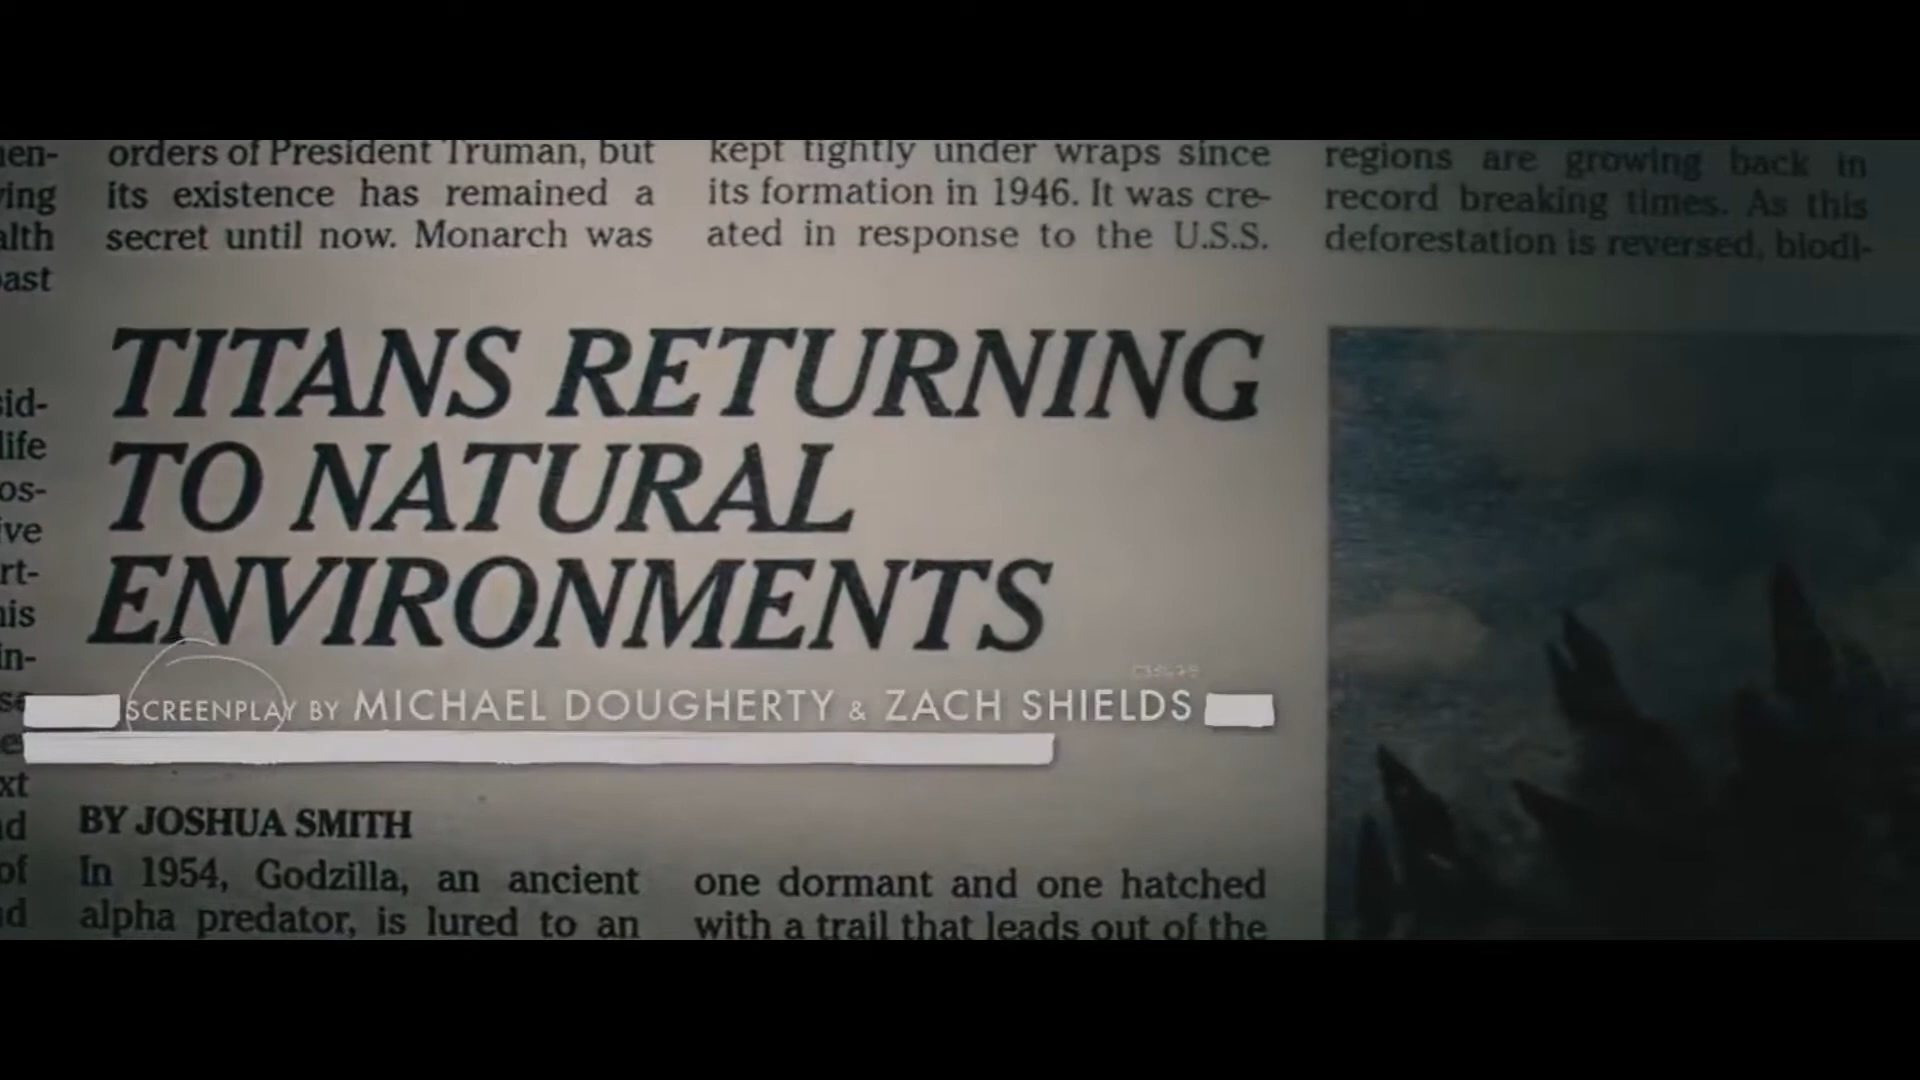 orders of President Truman, but
its existence has remained a
secret until now. Monarch was
kept tightly under wraps since
its formation in 1946. It was cre-
ated in response to the U.S.S.
regions are growing back in
record breaking times. As this
deforestation is reversed, biodi-
TITANS RETURNING
TO NATURAL
ENVIRONMENTS
SCREENPLAY BY MICHAEL DOUGHERTY & ZACH SHIELDS
BY JOSHUA SMITH
In 1954, Godzilla, an ancient
alpha predator, is lured to an
one dormant and one hatched
with a trail that leads out of the